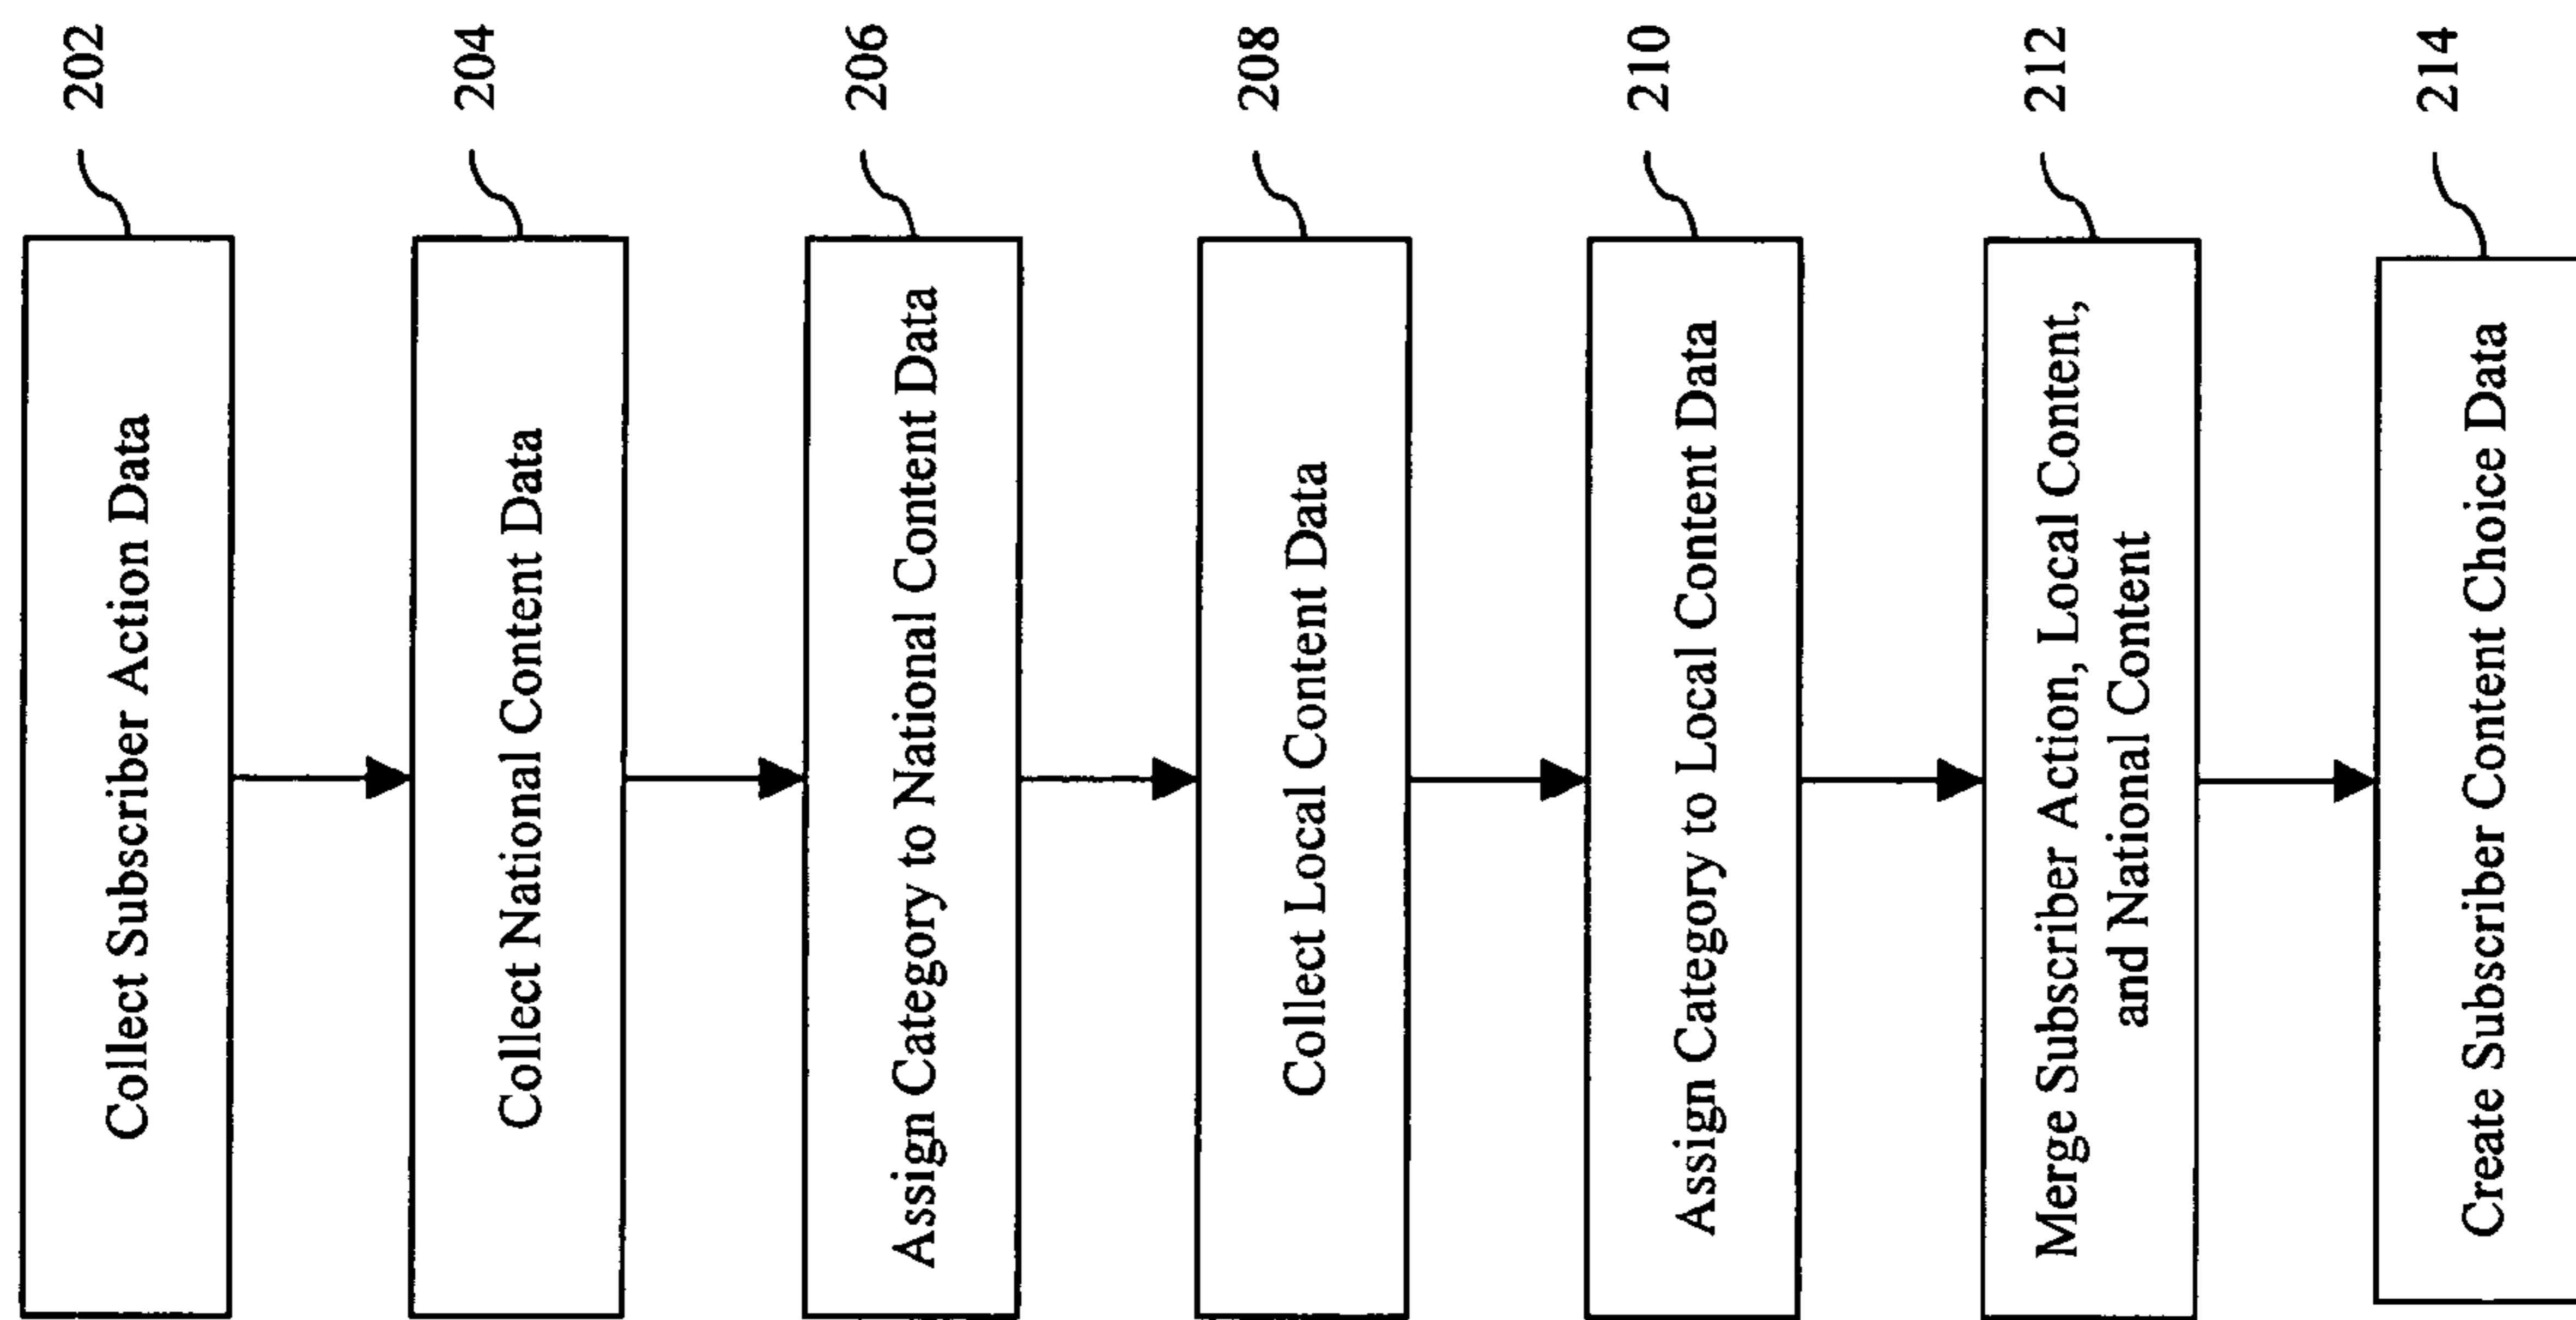 Collect Subscriber Action Data
202
Collect National Content Data
204
Assign Category to National Content Data
206
Collect Local Content Data
208
Assign Category to Local Content Data
210
Merge Subscriber Action, Local Content,
and National Content
212
Create Subscriber Content Choice Data
214